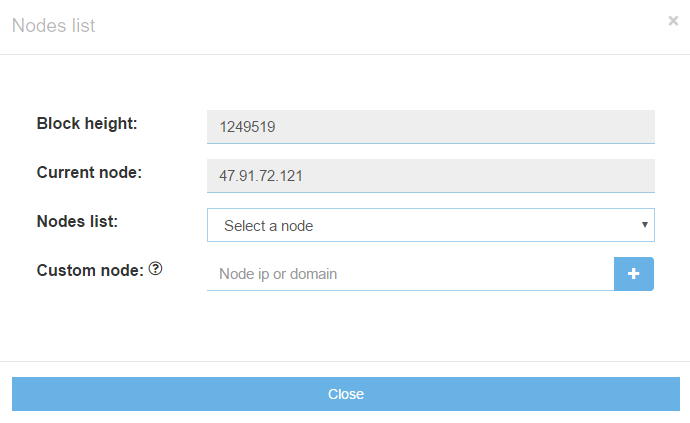 Nodes list ×
Block height: 1249519
Current node: 47.91.72.121
Nodes list: Select a node
Custom node: ? Node ip or domain +
Close